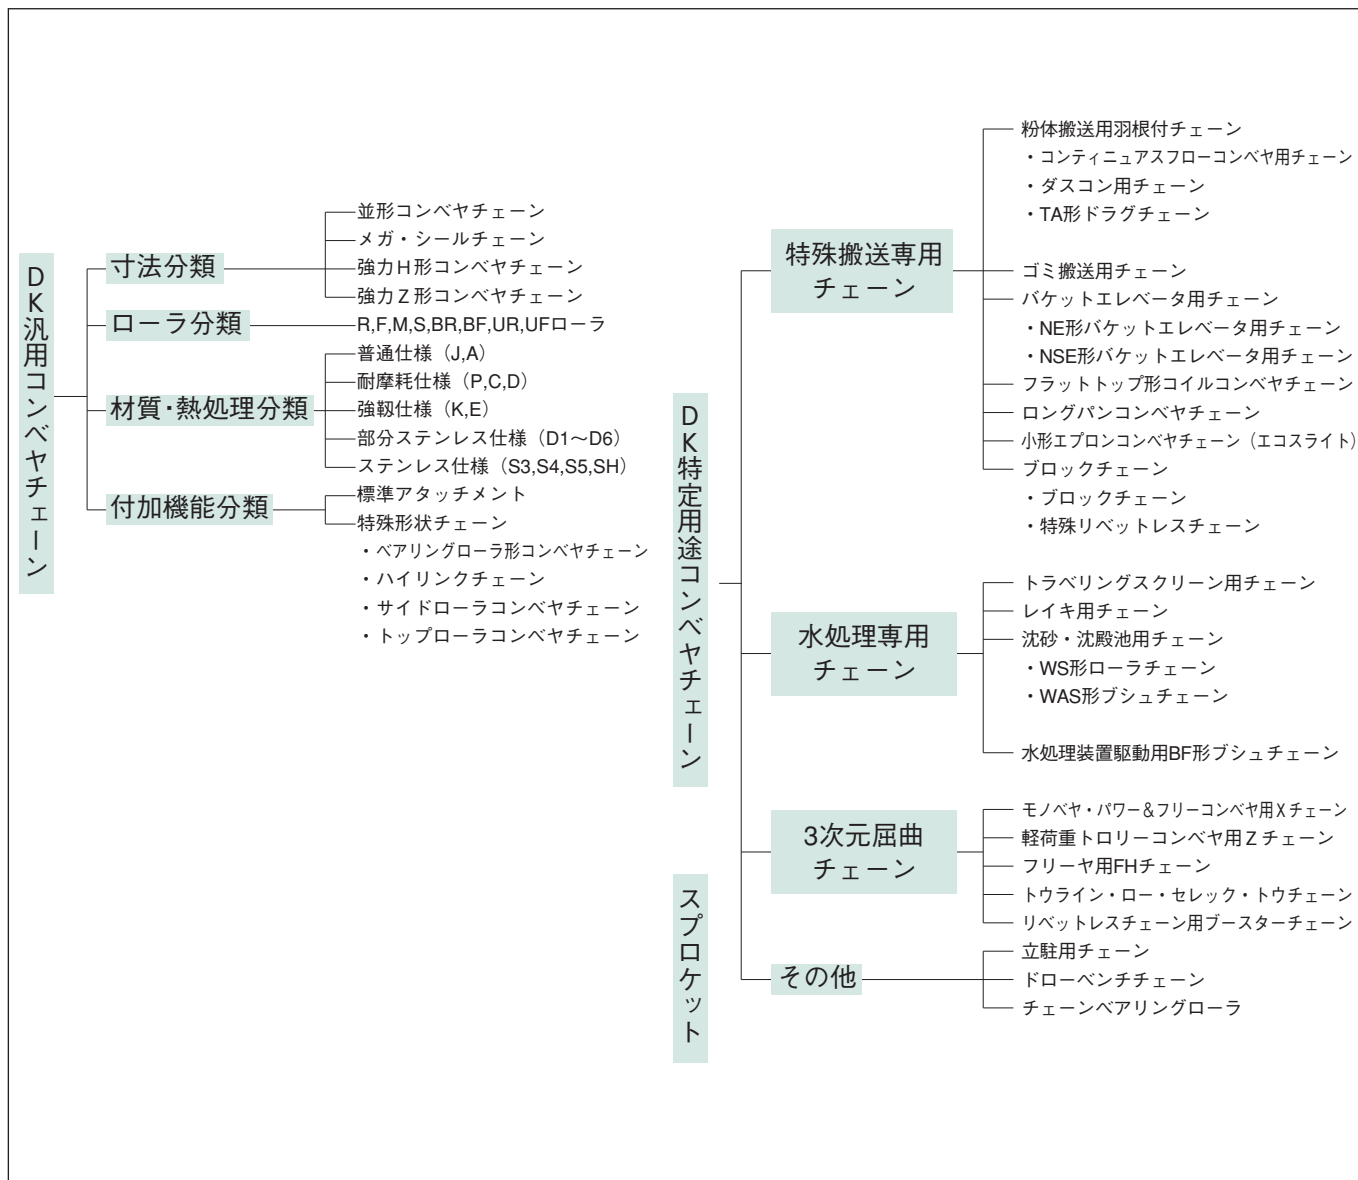 DK汎用コンベヤチェーン
寸法分類
並形コンベヤチェーン
メガ・シールチェーン
強力H形コンベヤチェーン
強力Z形コンベヤチェーン
ローラ分類
R,F,M,S,BR,BF,UR,UFローラ
材質・熱処理分類
普通仕様（J,A）
耐摩耗仕様（P,C,D）
強靱仕様（K,E）
部分ステンレス仕様（D1～D6）
ステンレス仕様（S3,S4,S5,SH）
付加機能分類
標準アタッチメント
特殊形状チェーン
・ベアリングローラ形コンベヤチェーン
・ハイリンクチェーン
・サイドローラコンベヤチェーン
・トップローラコンベヤチェーン
DK特定用途コンベヤチェーン
特殊搬送専用
チェーン
粉体搬送用羽根付チェーン
・コンティニュアスフローコンベヤ用チェーン
・ダスコン用チェーン
・TA形ドラグチェーン
ゴミ搬送用チェーン
バケットエレベータ用チェーン
・NE形バケットエレベータ用チェーン
・NSE形バケットエレベータ用チェーン
フラットトップ形コイルコンベヤチェーン
ロングパンコンベヤチェーン
小形エプロンコンベヤチェーン（エコスライト）
ブロックチェーン
・ブロックチェーン
・特殊リベットレスチェーン
水処理専用
チェーン
トラベリングスクリーン用チェーン
レイキ用チェーン
沈砂・沈殿池用チェーン
・WS形ローラチェーン
・WAS形ブシュチェーン
水処理装置駆動用BF形ブシュチェーン
3次元屈曲
チェーン
モノベヤ・パワー＆フリーコンベヤ用Xチェーン
軽荷重トロリーコンベヤ用Zチェーン
フリーヤ用FHチェーン
トウライン・ロー・セレック・トウチェーン
リベットレスチェーン用ブースターチェーン
その他
立駐用チェーン
ドローベンチチェーン
チェーンベアリングローラ
スプロケット